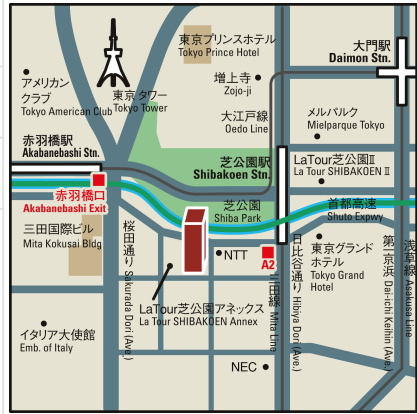 東京プリンスホテル
Tokyo Prince Hotel
大門駅
Daimon Stn.
アメリカン
クラブ
Tokyo American Club
東京 タワー
Tokyo Tower
増上寺
Zojo-ji
大江戸線
Oedo Line
メルパルク
Mielparque Tokyo
赤羽橋駅
Akabanebashi Stn.
芝公園駅
Shibakoen Stn.
LaTour芝公園II
La Tour SHIBAKOEN II
赤羽橋口
Akabanebashi Exit
芝公園
Shiba Park
首都高速
Shuto Expwy
三田国際ビル
Mita Kokusai Bldg
桜田通り Sakurada Dori (Ave.)
NTT
A2
三田線 Mita Line
日比谷通り Hibiya Dori (Ave.)
東京グランド
ホテル
Tokyo Grand
Hotel
第一京浜 Dai-ichi Keihin (Ave.)
浅草線 Asakusa Line
LaTour芝公園アネックス
La Tour SHIBAKOEN Annex
イタリア大使館
Emb. of Italy
NEC